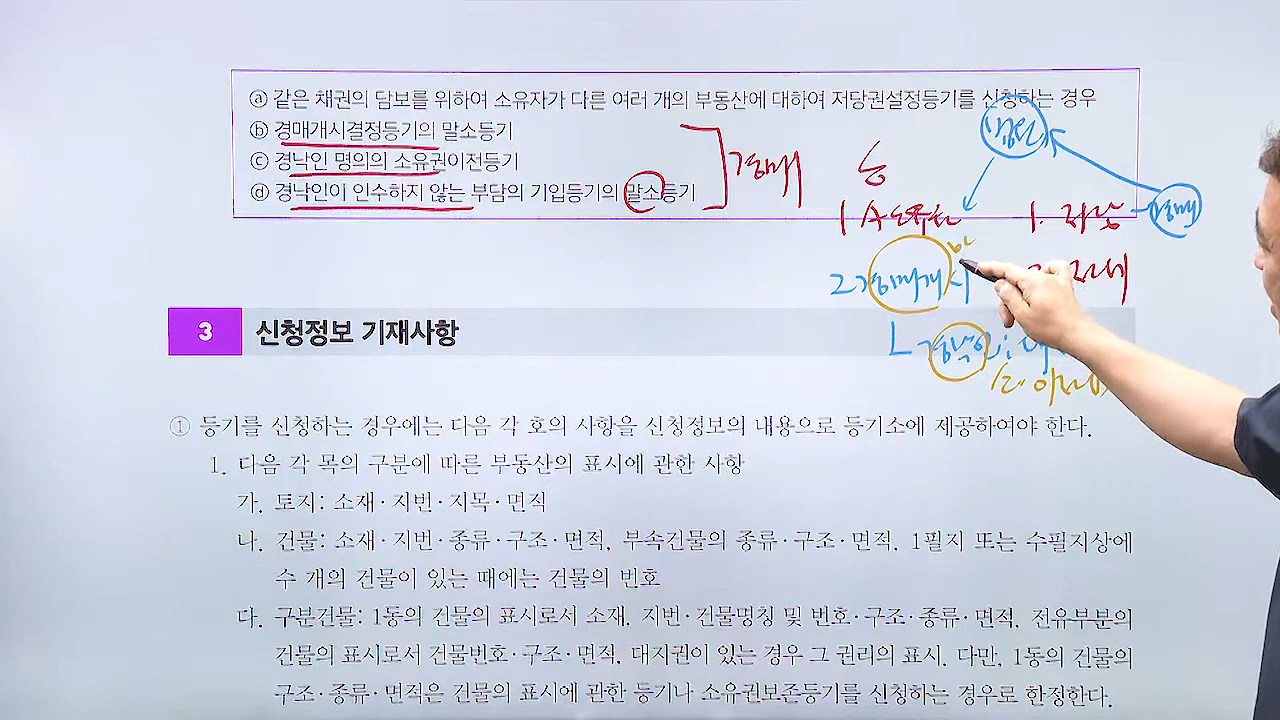 ⓐ 같은 채권의 담보를 위하여 소유자가 다른 여러 개의 부동산에 대하여 저당권설정등기를 신청하는 경우
ⓑ 경매개시결정등기의 말소등기
ⓒ 경낙인 명의의 소유권이전등기
ⓓ 경낙인이 인수하지 않는 부담의 기입등기의 말소등기
경매
법원
1. 저당
경매
3 신청정보 기재사항
① 등기를 신청하는 경우에는 다음 각 호의 사항을 신청정보의 내용으로 등기소에 제공하여야 한다.
1. 다음 각 목의 구분에 따른 부동산의 표시에 관한 사항
가. 토지: 소재·지번·지목·면적
나. 건물: 소재·지번·종류·구조·면적, 부속건물의 종류·구조·면적, 1필지 또는 수필지상에
수 개의 건물이 있는 때에는 건물의 번호
다. 구분건물: 1동의 건물의 표시로서 소재, 지번·건물명칭 및 번호·구조·종류·면적, 전유부분의
건물의 표시로서 건물번호·구조·면적, 대지권이 있는 경우 그 권리의 표시. 다만, 1동의 건물의
구조·종류·면적은 건물의 표시에 관한 등기나 소유권보존등기를 신청하는 경우로 한정한다.